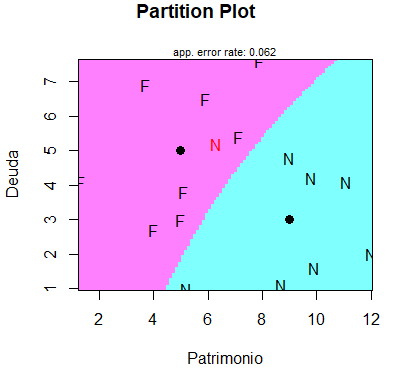 Partition Plot
app. error rate: 0.062
F
F
F
F
N
N
F
N
N
F
F
F
N
N
N
N
Deuda
1 2 3 4 5 6 7
2 4 6 8 10 12
Patrimonio